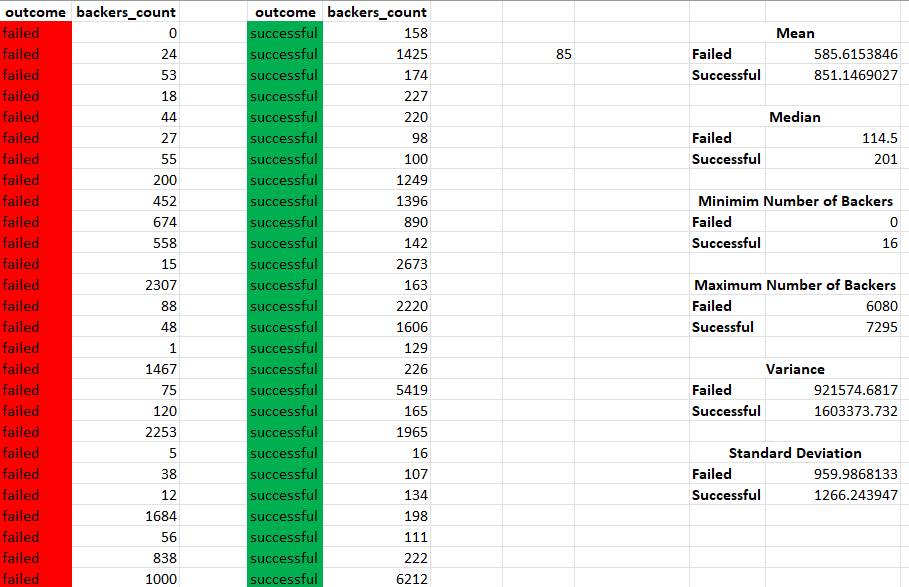 outcome backers_count outcome backers_count
failed 0 successful 158 Mean
failed 24 successful 1425 85 Failed 585.6153846
failed 53 successful 174 Successful 851.1469027
failed 18 successful 227
failed 44 successful 220 Median
failed 27 successful 98 Failed 114.5
failed 55 successful 100 Successful 201
failed 200 successful 1249
failed 452 successful 1396 Minimim Number of Backers
failed 674 successful 890 Failed 0
failed 558 successful 142 Successful 16
failed 15 successful 2673
failed 2307 successful 163 Maximum Number of Backers
failed 88 successful 2220 Failed 6080
failed 48 successful 1606 Sucessful 7295
failed 1 successful 129
failed 1467 successful 226 Variance
failed 75 successful 5419 Failed 921574.6817
failed 120 successful 165 Successful 1603373.732
failed 2253 successful 1965
failed 5 successful 16 Standard Deviation
failed 38 successful 107 Failed 959.9868133
failed 12 successful 134 Successful 1266.243947
failed 1684 successful 198
failed 56 successful 111
failed 838 successful 222
failed 1000 successful 6212